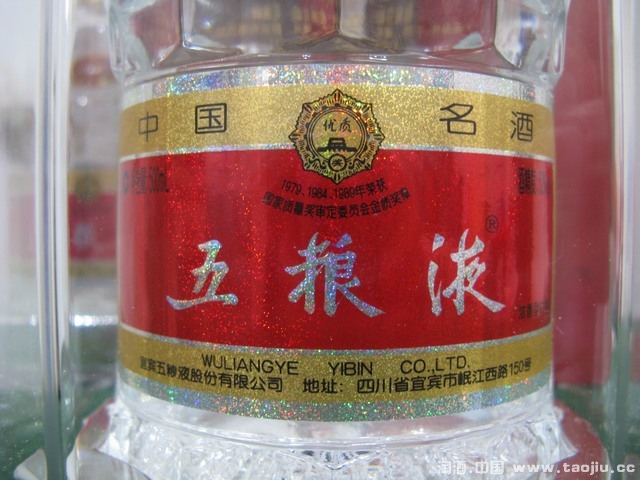 中国 名酒
优质
奖
1979、1984、1989年荣获
国家质量奖审定委员会金质奖章
500mL
五粮液®
WULIANGYE YIBIN CO.,LTD.
宜宾五粮液股份有限公司 地址：四川省宜宾市岷江西路150号
淘酒.中国 www.taojiu.cc